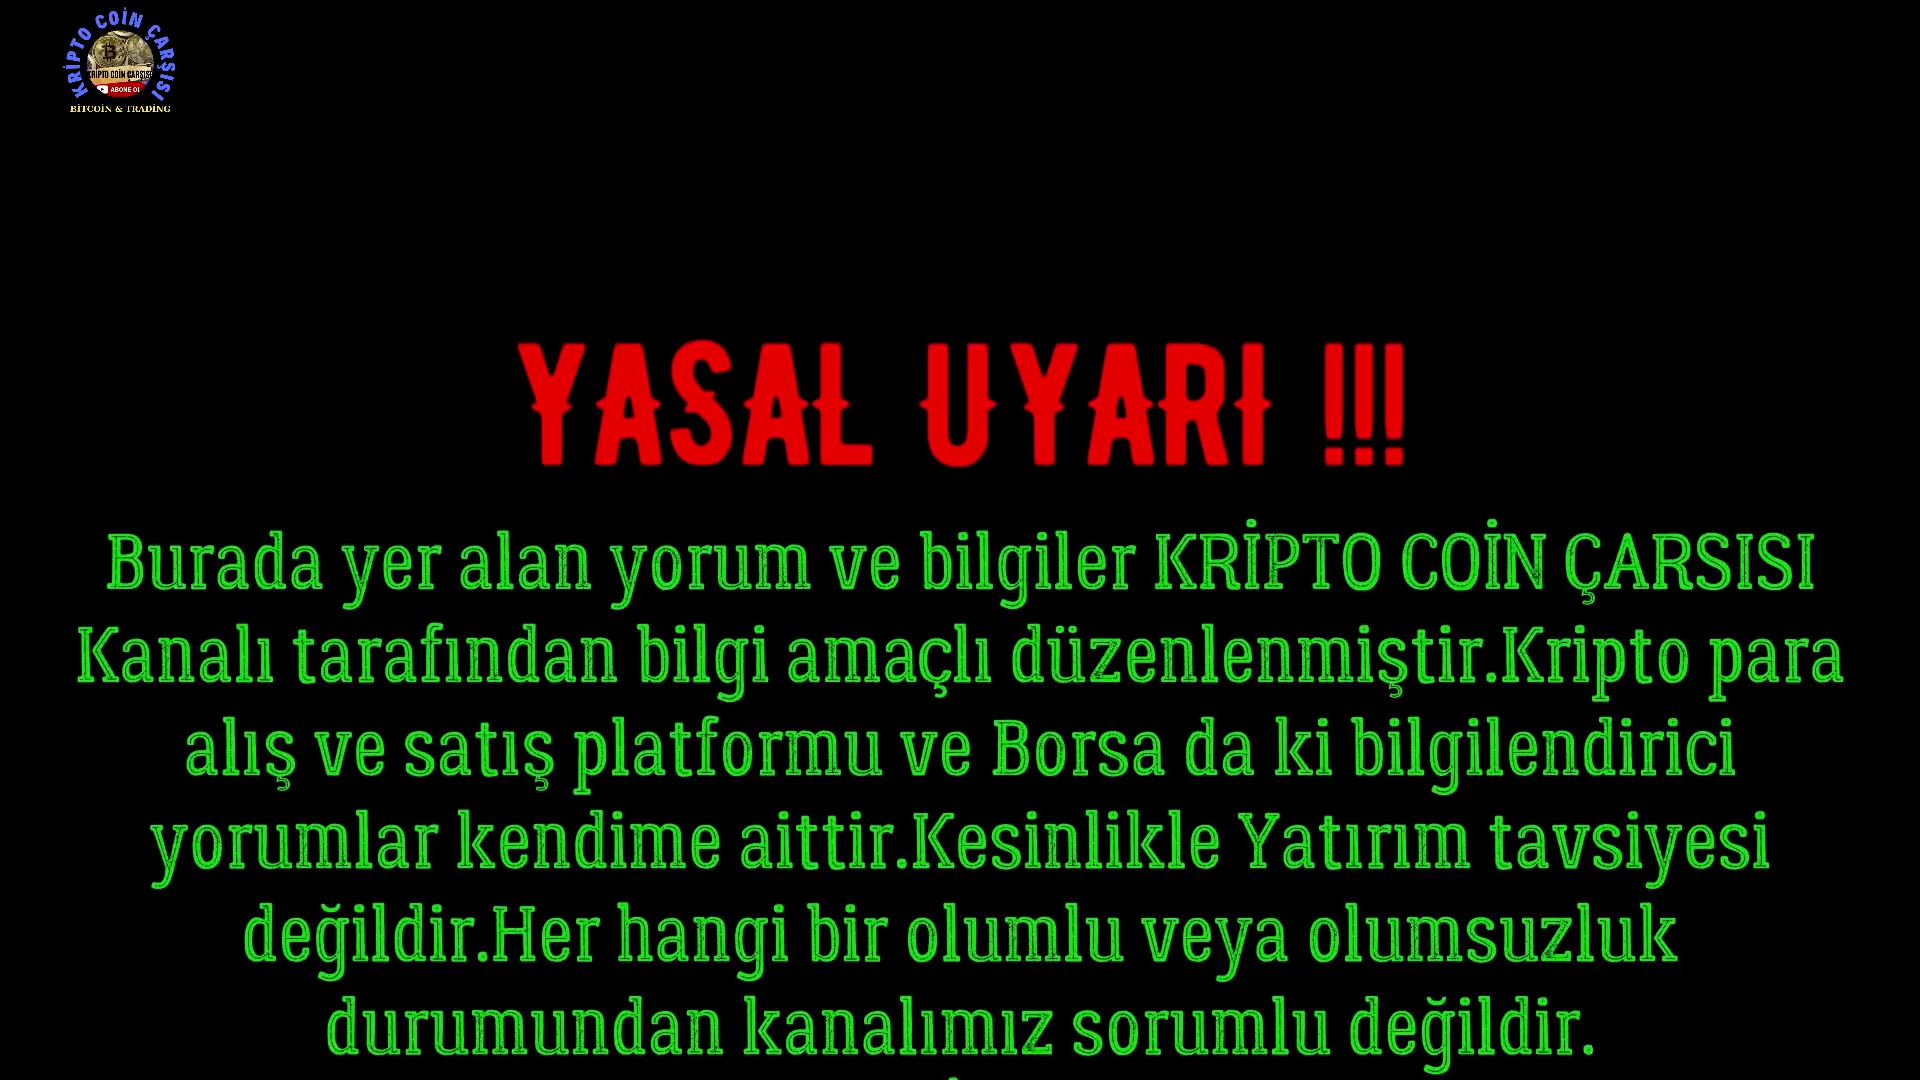 KRİPTO COİN ÇARŞISI
KRİPTO COİN ÇARŞISI
ABONE OL
BİTCOİN & TRADİNG
YASAL UYARI !!!
Burada yer alan yorum ve bilgiler KRİPTO COİN ÇARSISI
Kanalı tarafından bilgi amaçlı düzenlenmiştir.Kripto para
alış ve satış platformu ve Borsa da ki bilgilendirici
yorumlar kendime aittir.Kesinlikle Yatırım tavsiyesi
değildir.Her hangi bir olumlu veya olumsuzluk
durumundan kanalımız sorumlu değildir.